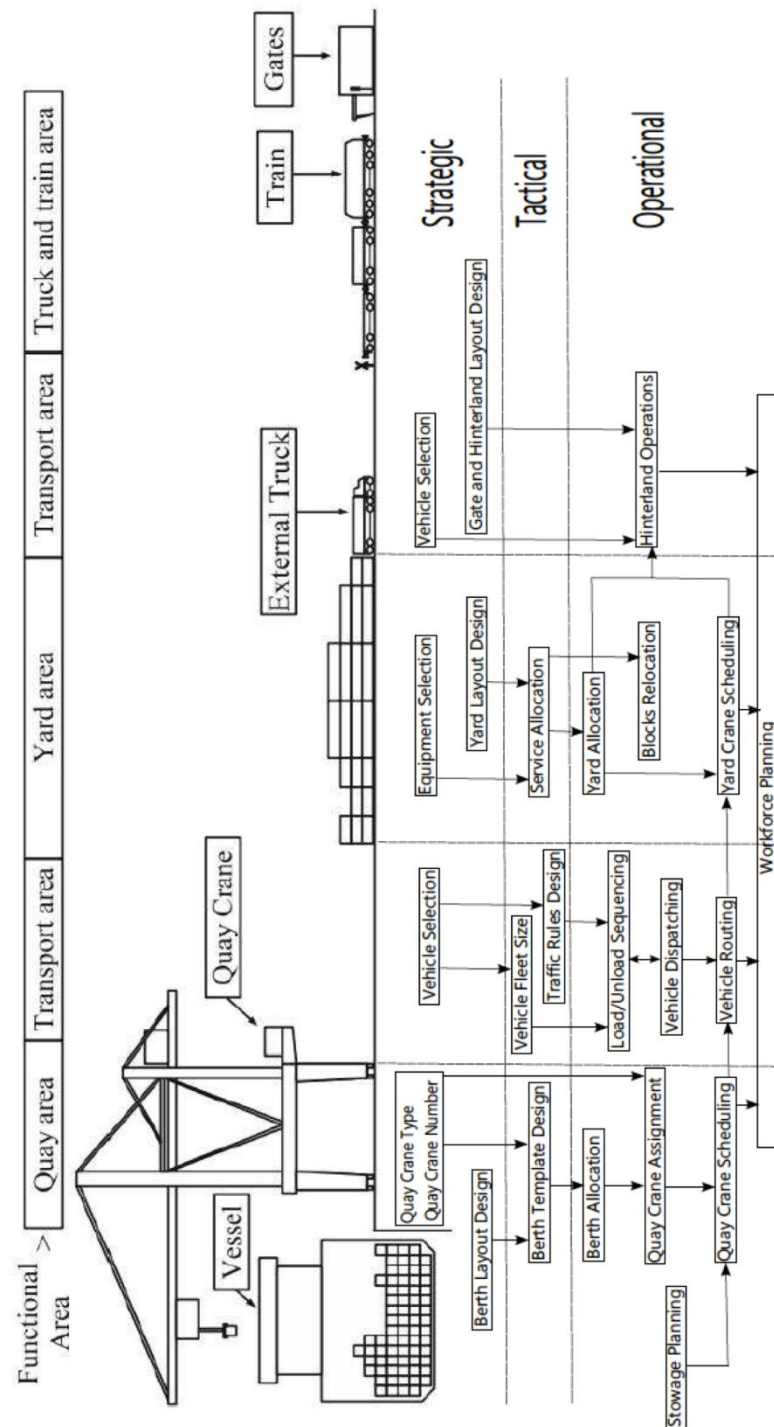 Functional
Area
>
Quay area
Transport area
Yard area
Transport area
Truck and train area
Vessel
Quay Crane
External Truck
Train
Gates
Strategic
Tactical
Operational
Quay Crane Type
Quay Crane Number
Berth Layout Design
Berth Template Design
Berth Allocation
Quay Crane Assignment
Stowage Planning
Quay Crane Scheduling
Vehicle Selection
Vehicle Fleet Size
Traffic Rules Design
Load/Unload Sequencing
Vehicle Dispatching
Vehicle Routing
Equipment Selection
Yard Layout Design
Service Allocation
Yard Allocation
Blocks Relocation
Yard Crane Scheduling
Vehicle Selection
Gate and Hinterland Layout Design
Hinterland Operations
Workforce Planning